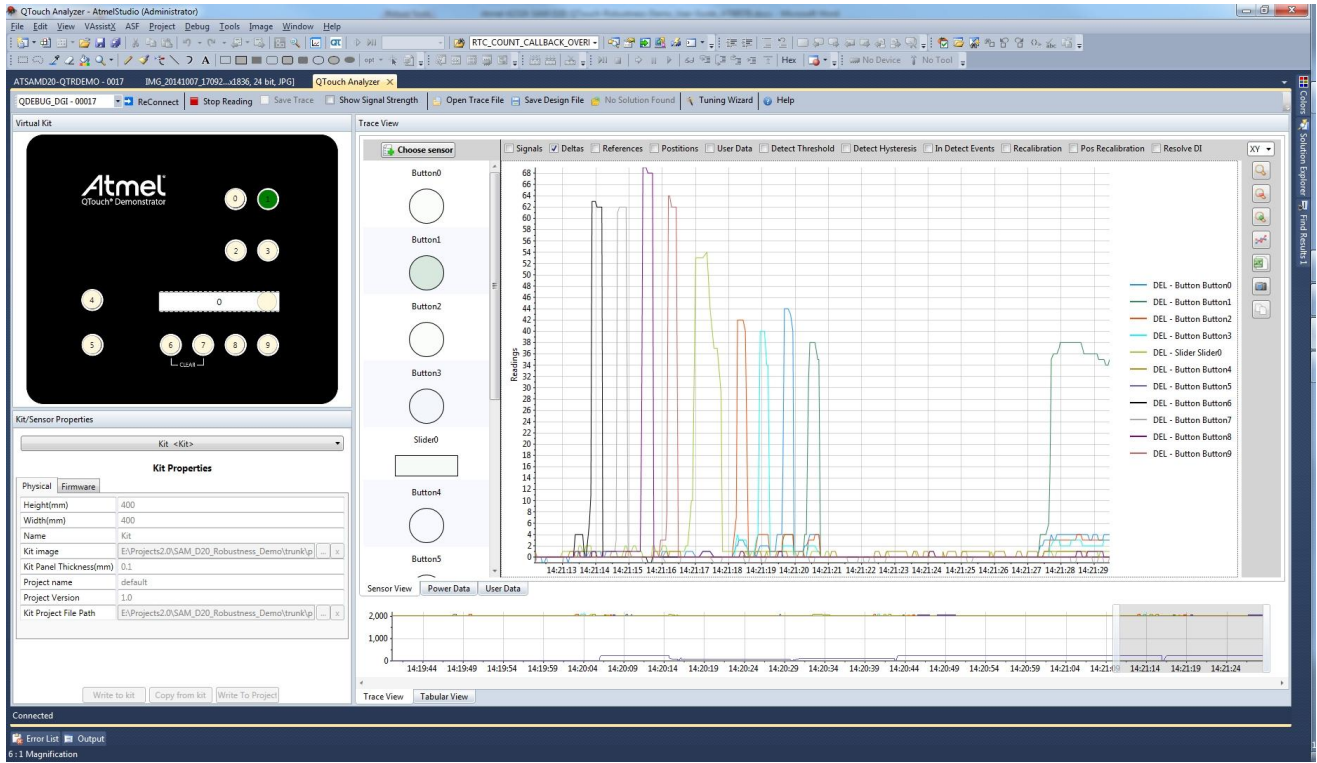 QTouch Analyzer - AtmelStudio (Administrator)
File Edit View VAssistX ASF Project Debug Tools Image Window Help
RTC_COUNT_CALLBACK_OVERI
Hex No Device No Tool
ATSAMD20-QTRDEMO - 0017 IMG_20141007_17092...x1836, 24 bit, JPG] QTouch Analyzer
QDEBUG_DGI - 00017 ReConnect Stop Reading Save Trace Show Signal Strength Open Trace File Save Design File No Solution Found Tuning Wizard Help
Virtual Kit
Atmel
QTouch® Demonstrator
0
2 3
4 0
5 6 7 8 9
CLEAR
Kit/Sensor Properties
Kit <Kit>
Kit Properties
Physical Firmware
Height(mm) 400
Width(mm) 400
Name Kit
Kit image E:\Projects2.0\SAM_D20_Robustness_Demo\trunk\p ... x
Kit Panel Thickness(mm) 0.1
Project name default
Project Version 1.0
Kit Project File Path E:\Projects2.0\SAM_D20_Robustness_Demo\trunk\p ... x
Write to kit Copy from kit Write To Project
Trace View
Choose sensor
Button0
Button1
Button2
Button3
Slider0
Button4
Button5
Signals Deltas References Postitions User Data Detect Threshold Detect Hysteresis In Detect Events Recalibration Pos Recalibration Resolve DI XY
Readings
68
66
64
62
60
58
56
54
52
50
48
46
44
42
40
38
36
34
32
30
28
26
24
22
20
18
16
14
12
10
8
6
4
2
0
14:21:13 14:21:14 14:21:15 14:21:16 14:21:17 14:21:18 14:21:19 14:21:20 14:21:21 14:21:22 14:21:23 14:21:24 14:21:25 14:21:26 14:21:27 14:21:28 14:21:29
DEL - Button Button0
DEL - Button Button1
DEL - Button Button2
DEL - Button Button3
DEL - Slider Slider0
DEL - Button Button4
DEL - Button Button5
DEL - Button Button6
DEL - Button Button7
DEL - Button Button8
DEL - Button Button9
Sensor View Power Data User Data
2,000
1,000
0
14:19:44 14:19:49 14:19:54 14:19:59 14:20:04 14:20:09 14:20:14 14:20:19 14:20:24 14:20:29 14:20:34 14:20:39 14:20:44 14:20:49 14:20:54 14:20:59 14:21:04 14:21:09 14:21:14 14:21:19 14:21:24
Trace View Tabular View
Colors
Solution Explorer
Find Results 1
Connected
Error List Output
6 : 1 Magnification